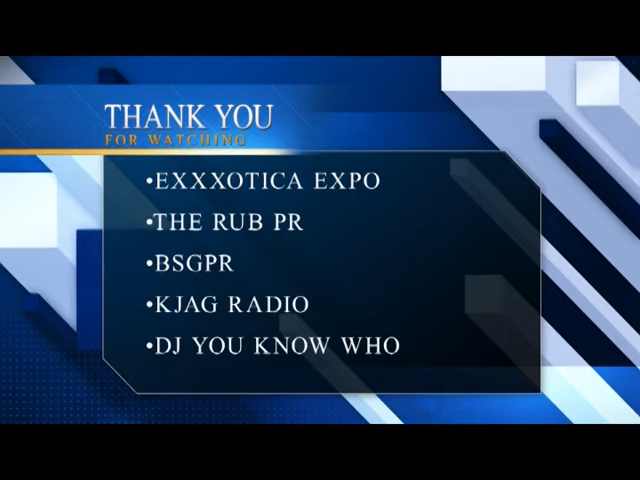 THANK YOU
FOR WATCHING
•EXXXOTICA EXPO
•THE RUB PR
•BSGPR
•KJAG RADIO
•DJ YOU KNOW WHO